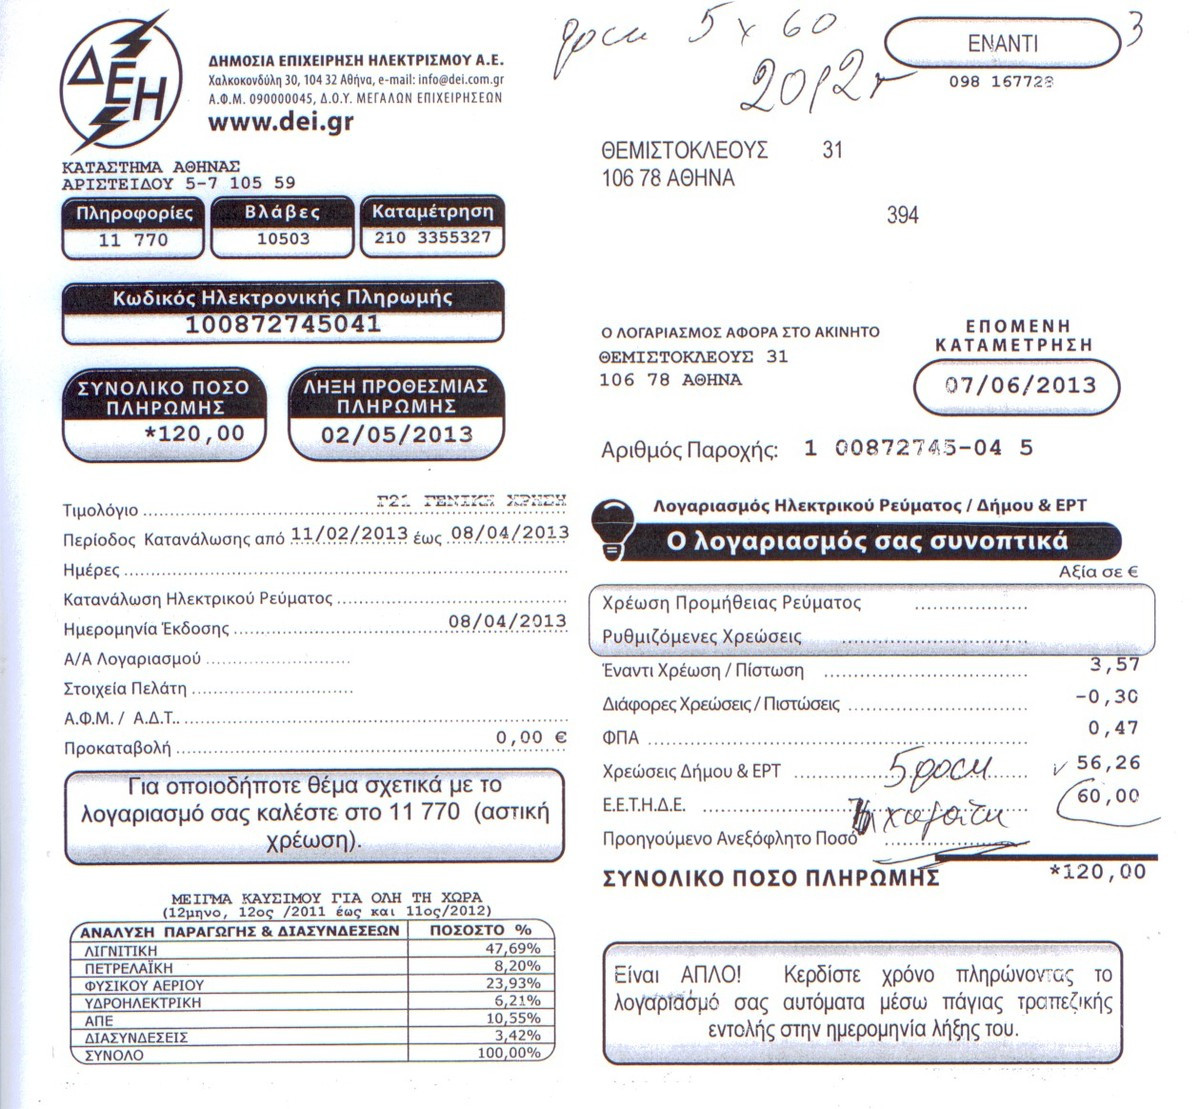 ΔΕΗ
ΔΗΜΟΣΙΑ ΕΠΙΧΕΙΡΗΣΗ ΗΛΕΚΤΡΙΣΜΟΥ Α.Ε.
Χαλκοκονδύλη 30, 104 32 Αθήνα, e-mail: info@dei.com.gr
Α.Φ.Μ. 090000045, Δ.Ο.Υ. ΜΕΓΑΛΩΝ ΕΠΙΧΕΙΡΗΣΕΩΝ
www.dei.gr
ΚΑΤΑΣΤΗΜΑ ΑΘΗΝΑΣ
ΑΡΙΣΤΕΙΔΟΥ 5-7 105 59
Πληροφορίες Βλάβες Καταμέτρηση
11 770 10503 210 3355327
Κωδικός Ηλεκτρονικής Πληρωμής
100872745041
ΣΥΝΟΛΙΚΟ ΠΟΣΟ ΠΛΗΡΩΜΗΣ
*120,00
ΛΗΞΗ ΠΡΟΘΕΣΜΙΑΣ ΠΛΗΡΩΜΗΣ
02/05/2013
5 x 60
2012
ΕΝΑΝΤΙ
3
098 167728
ΘΕΜΙΣΤΟΚΛΕΟΥΣ 31
106 78 ΑΘΗΝΑ
394
Ο ΛΟΓΑΡΙΑΣΜΟΣ ΑΦΟΡΑ ΣΤΟ ΑΚΙΝΗΤΟ
ΘΕΜΙΣΤΟΚΛΕΟΥΣ 31
106 78 ΑΘΗΝΑ
ΕΠΟΜΕΝΗ
ΚΑΤΑΜΕΤΡΗΣΗ
07/06/2013
Αριθμός Παροχής: 1 00872745-04 5
Τιμολόγιο Γ21 ΓΕΝΙΚΗ ΧΡΗΣΗ
Περίοδος Κατανάλωσης από 11/02/2013 έως 08/04/2013
Ημέρες
Κατανάλωση Ηλεκτρικού Ρεύματος
Ημερομηνία Έκδοσης 08/04/2013
Α/Α Λογαριασμού
Στοιχεία Πελάτη
Α.Φ.Μ. / Α.Δ.Τ..
Προκαταβολή 0,00 €
Για οποιοδήποτε θέμα σχετικά με το
λογαριασμό σας καλέστε στο 11 770 (αστική
χρέωση).
ΜΕΙΓΜΑ ΚΑΥΣΙΜΟΥ ΓΙΑ ΟΛΗ ΤΗ ΧΩΡΑ
(12μηνο, 12ος /2011 έως και 11ος/2012)
ΑΝΑΛΥΣΗ ΠΑΡΑΓΩΓΗΣ & ΔΙΑΣΥΝΔΕΣΕΩΝ ΠΟΣΟΣΤΟ %
ΛΙΓΝΙΤΙΚΗ 47,69%
ΠΕΤΡΕΛΑΪΚΗ 8,20%
ΦΥΣΙΚΟΥ ΑΕΡΙΟΥ 23,93%
ΥΔΡΟΗΛΕΚΤΡΙΚΗ 6,21%
ΑΠΕ 10,55%
ΔΙΑΣΥΝΔΕΣΕΙΣ 3,42%
ΣΥΝΟΛΟ 100,00%
Λογαριασμός Ηλεκτρικού Ρεύματος / Δήμου & ΕΡΤ
Ο λογαριασμός σας συνοπτικά
Αξία σε €
Χρέωση Προμήθειας Ρεύματος
Ρυθμιζόμενες Χρεώσεις
Έναντι Χρέωση / Πίστωση 3,57
Διάφορες Χρεώσεις / Πιστώσεις -0,30
ΦΠΑ 0,47
Χρεώσεις Δήμου & ΕΡΤ 56,26
Ε.Ε.Τ.Η.Δ.Ε. 60,00
Προηγούμενο Ανεξόφλητο Ποσό
ΣΥΝΟΛΙΚΟ ΠΟΣΟ ΠΛΗΡΩΜΗΣ *120,00
Είναι ΑΠΛΟ! Κερδίστε χρόνο πληρώνοντας το
λογαριασμό σας αυτόματα μέσω πάγιας τραπεζικής
εντολής στην ημερομηνία λήξης του.